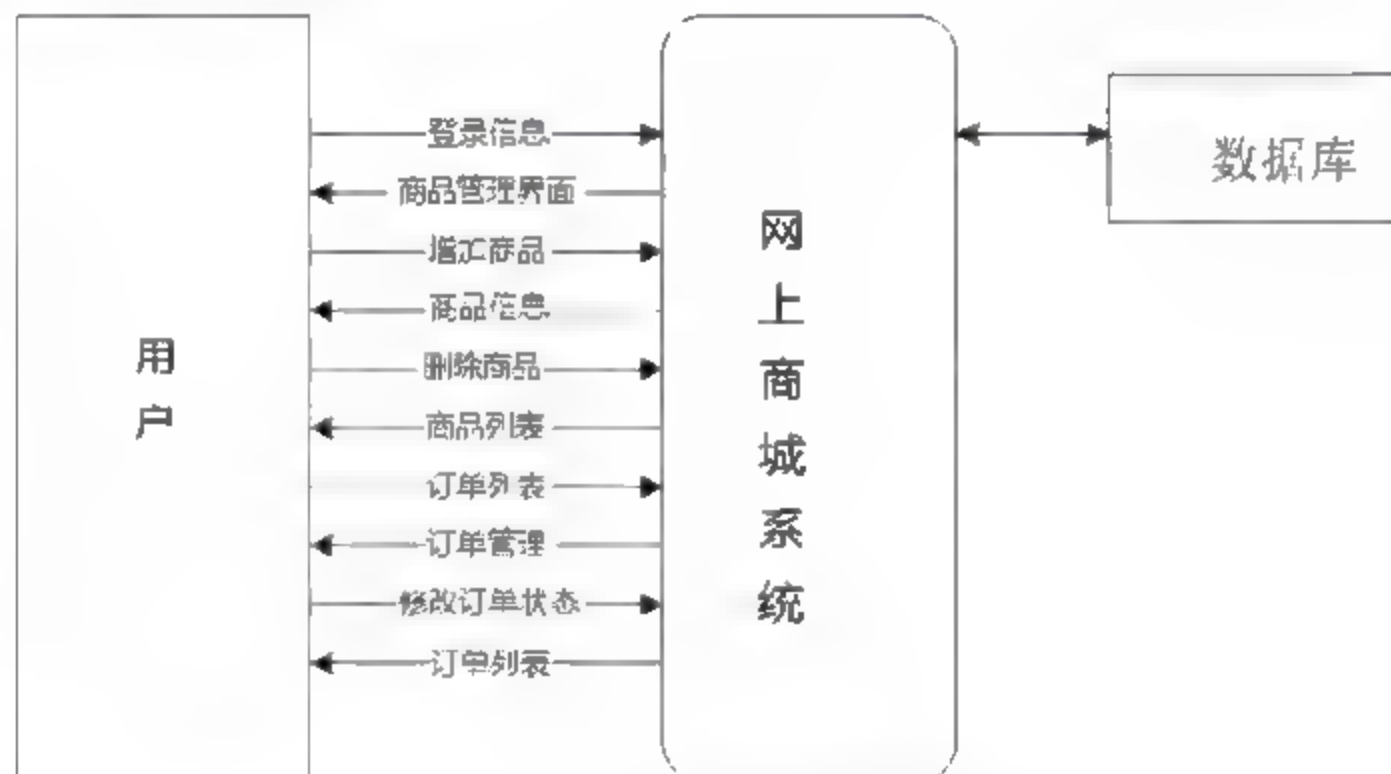 登录信息
商品管理界面
增加商品
商品信息
删除商品
商品列表
订单列表
订单管理
修改订单状态
订单列表
用户
网上商城系统
数据库